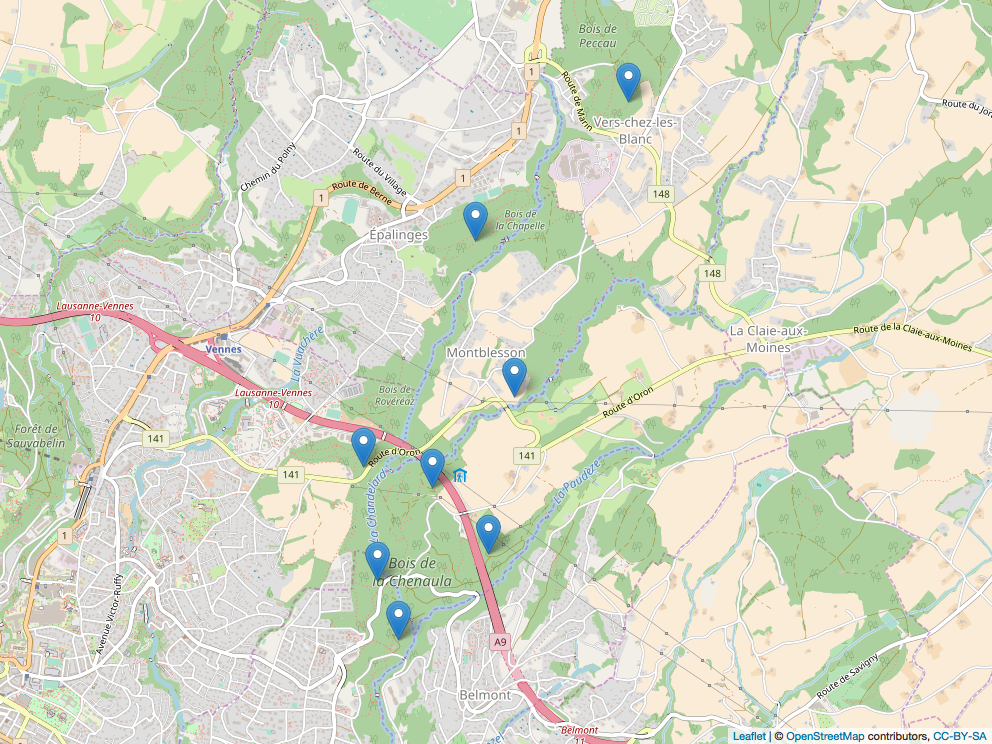 Bois de
Peccau
1
Route de Marin
Vers-chez-les-
Blanc
Route du Jor
1
Chemin du Polny
Route du Village
1
Route de Berne
1
148
Bois de
la Chapelle
Épalinges
148
Lausanne-Vennes
10
Vennes
La Vuachère
La Claie-aux-
Moines
Route de la Claie-aux-Moines
Montblesson
Lausanne-Vennes
10
Bois de
Rovéréaz
Route d'Oron
Forêt de
Sauvabelin
141
Route d'Oron
141
141
La Chandelard
La Paudèze
1
Bois de
la Chenaula
Avenue Victor-Ruffy
A9
Route de Savigny
Belmont
Belmont
11
Leaflet | © OpenStreetMap contributors, CC-BY-SA